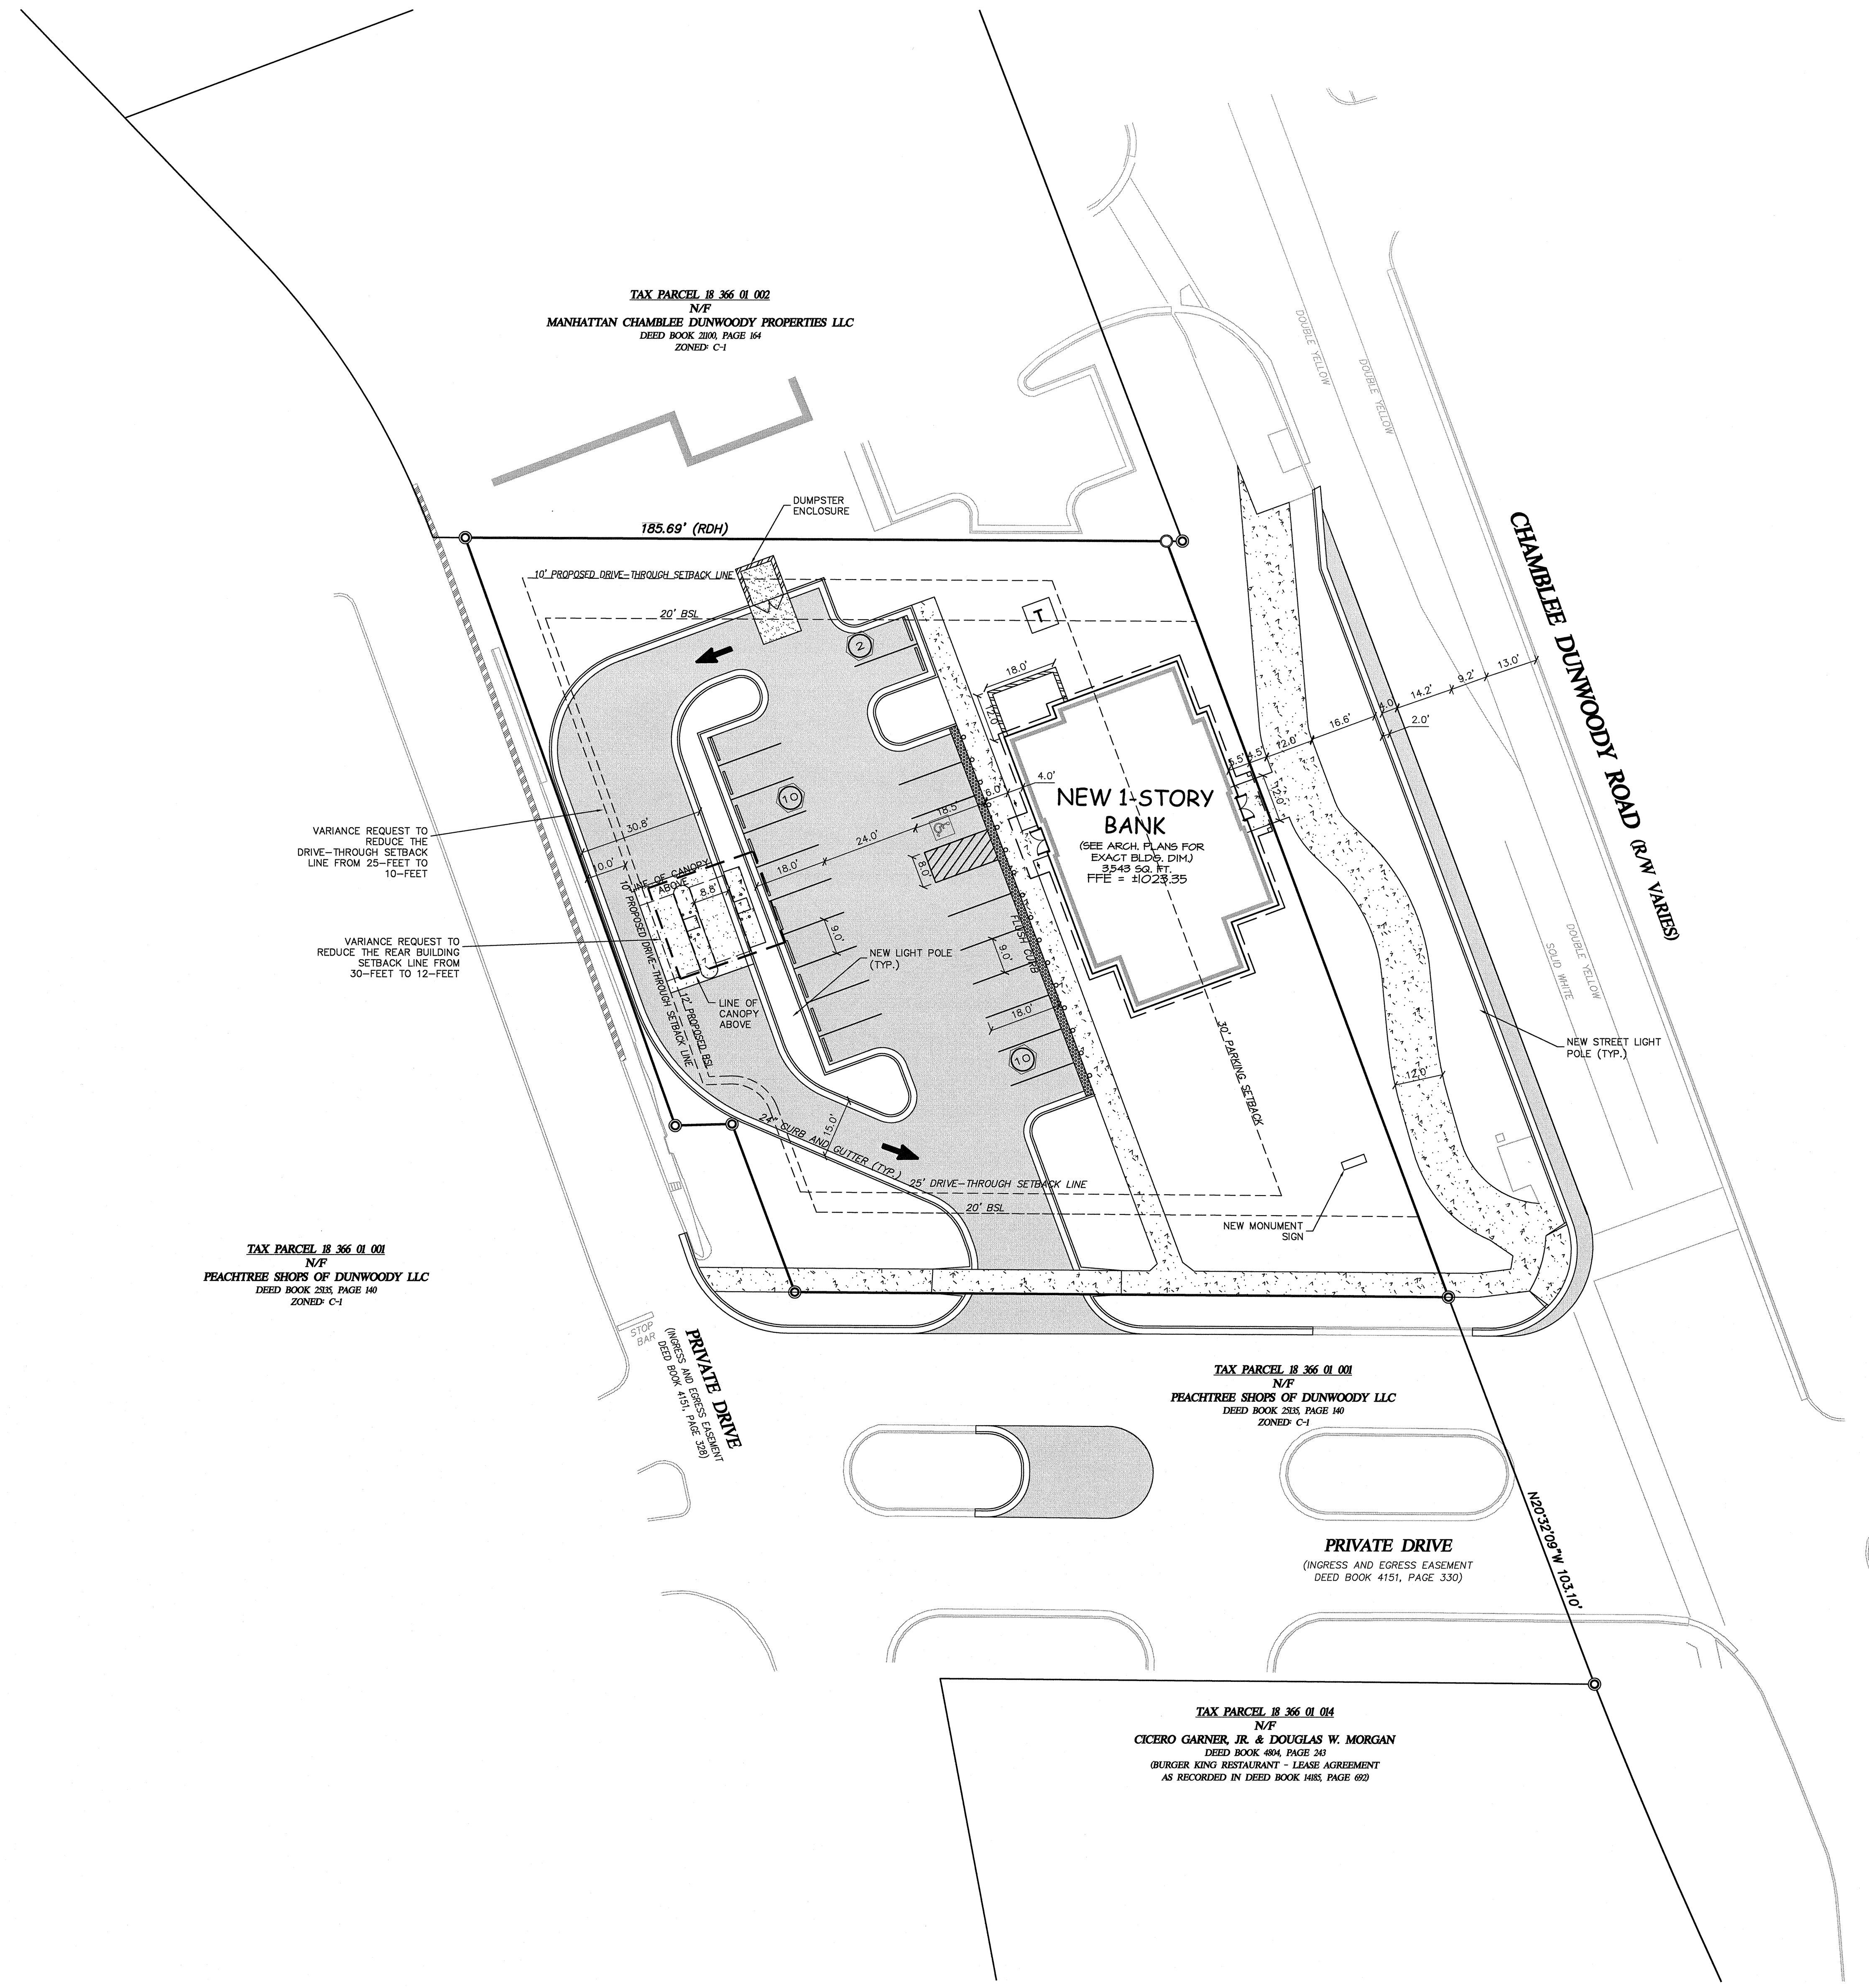 TAX PARCEL 18 366 01 002
N/F
MANHATTAN CHAMBLEE DUNWOODY PROPERTIES LLC
DEED BOOK 21100, PAGE 164
ZONED: C-1
DOUBLE YELLOW
DOUBLE YELLOW
DUMPSTER
ENCLOSURE
185.69' (RDH)
CHAMBLEE DUNWOODY ROAD (R/W VARIES)
10' PROPOSED DRIVE-THROUGH SETBACK LINE
20' BSL
T
2
18.0'
12.0'
13.0'
9.2'
14.2'
4.0'
2.0'
16.6'
12.0'
4.5'
5.5'
12.0'
4.0'
6.0'
18.5'
24.0'
18.0'
8.0'
10
NEW 1-STORY
BANK
(SEE ARCH. PLANS FOR
EXACT BLDG. DIM.)
3,543 SQ. FT.
FFE = ±1023.35
30.8'
10.0'
LINE OF CANOPY
ABOVE
8.8'
VARIANCE REQUEST TO
REDUCE THE
DRIVE-THROUGH SETBACK
LINE FROM 25-FEET TO
10-FEET
VARIANCE REQUEST TO
REDUCE THE REAR BUILDING
SETBACK LINE FROM
30-FEET TO 12-FEET
10' PROPOSED DRIVE-THROUGH SETBACK LINE
12' PROPOSED BSL
9.0'
NEW LIGHT POLE
(TYP.)
LINE OF
CANOPY
ABOVE
FLUSH CURB
9.0'
18.0'
10
30' PARKING SETBACK
DOUBLE YELLOW
SOLID WHITE
NEW STREET LIGHT
POLE (TYP.)
12.0'
15.0'
24" CURB AND GUTTER (TYP.)
25' DRIVE-THROUGH SETBACK LINE
20' BSL
NEW MONUMENT
SIGN
TAX PARCEL 18 366 01 001
N/F
PEACHTREE SHOPS OF DUNWOODY LLC
DEED BOOK 25135, PAGE 140
ZONED: C-1
STOP
BAR
PRIVATE DRIVE
(INGRESS AND EGRESS EASEMENT
DEED BOOK 4151, PAGE 328)
TAX PARCEL 18 366 01 001
N/F
PEACHTREE SHOPS OF DUNWOODY LLC
DEED BOOK 25135, PAGE 140
ZONED: C-1
PRIVATE DRIVE
(INGRESS AND EGRESS EASEMENT
DEED BOOK 4151, PAGE 330)
N20°32'09"W 103.10'
TAX PARCEL 18 366 01 014
N/F
CICERO GARNER, JR. & DOUGLAS W. MORGAN
DEED BOOK 4804, PAGE 243
(BURGER KING RESTAURANT - LEASE AGREEMENT
AS RECORDED IN DEED BOOK 14185, PAGE 692)